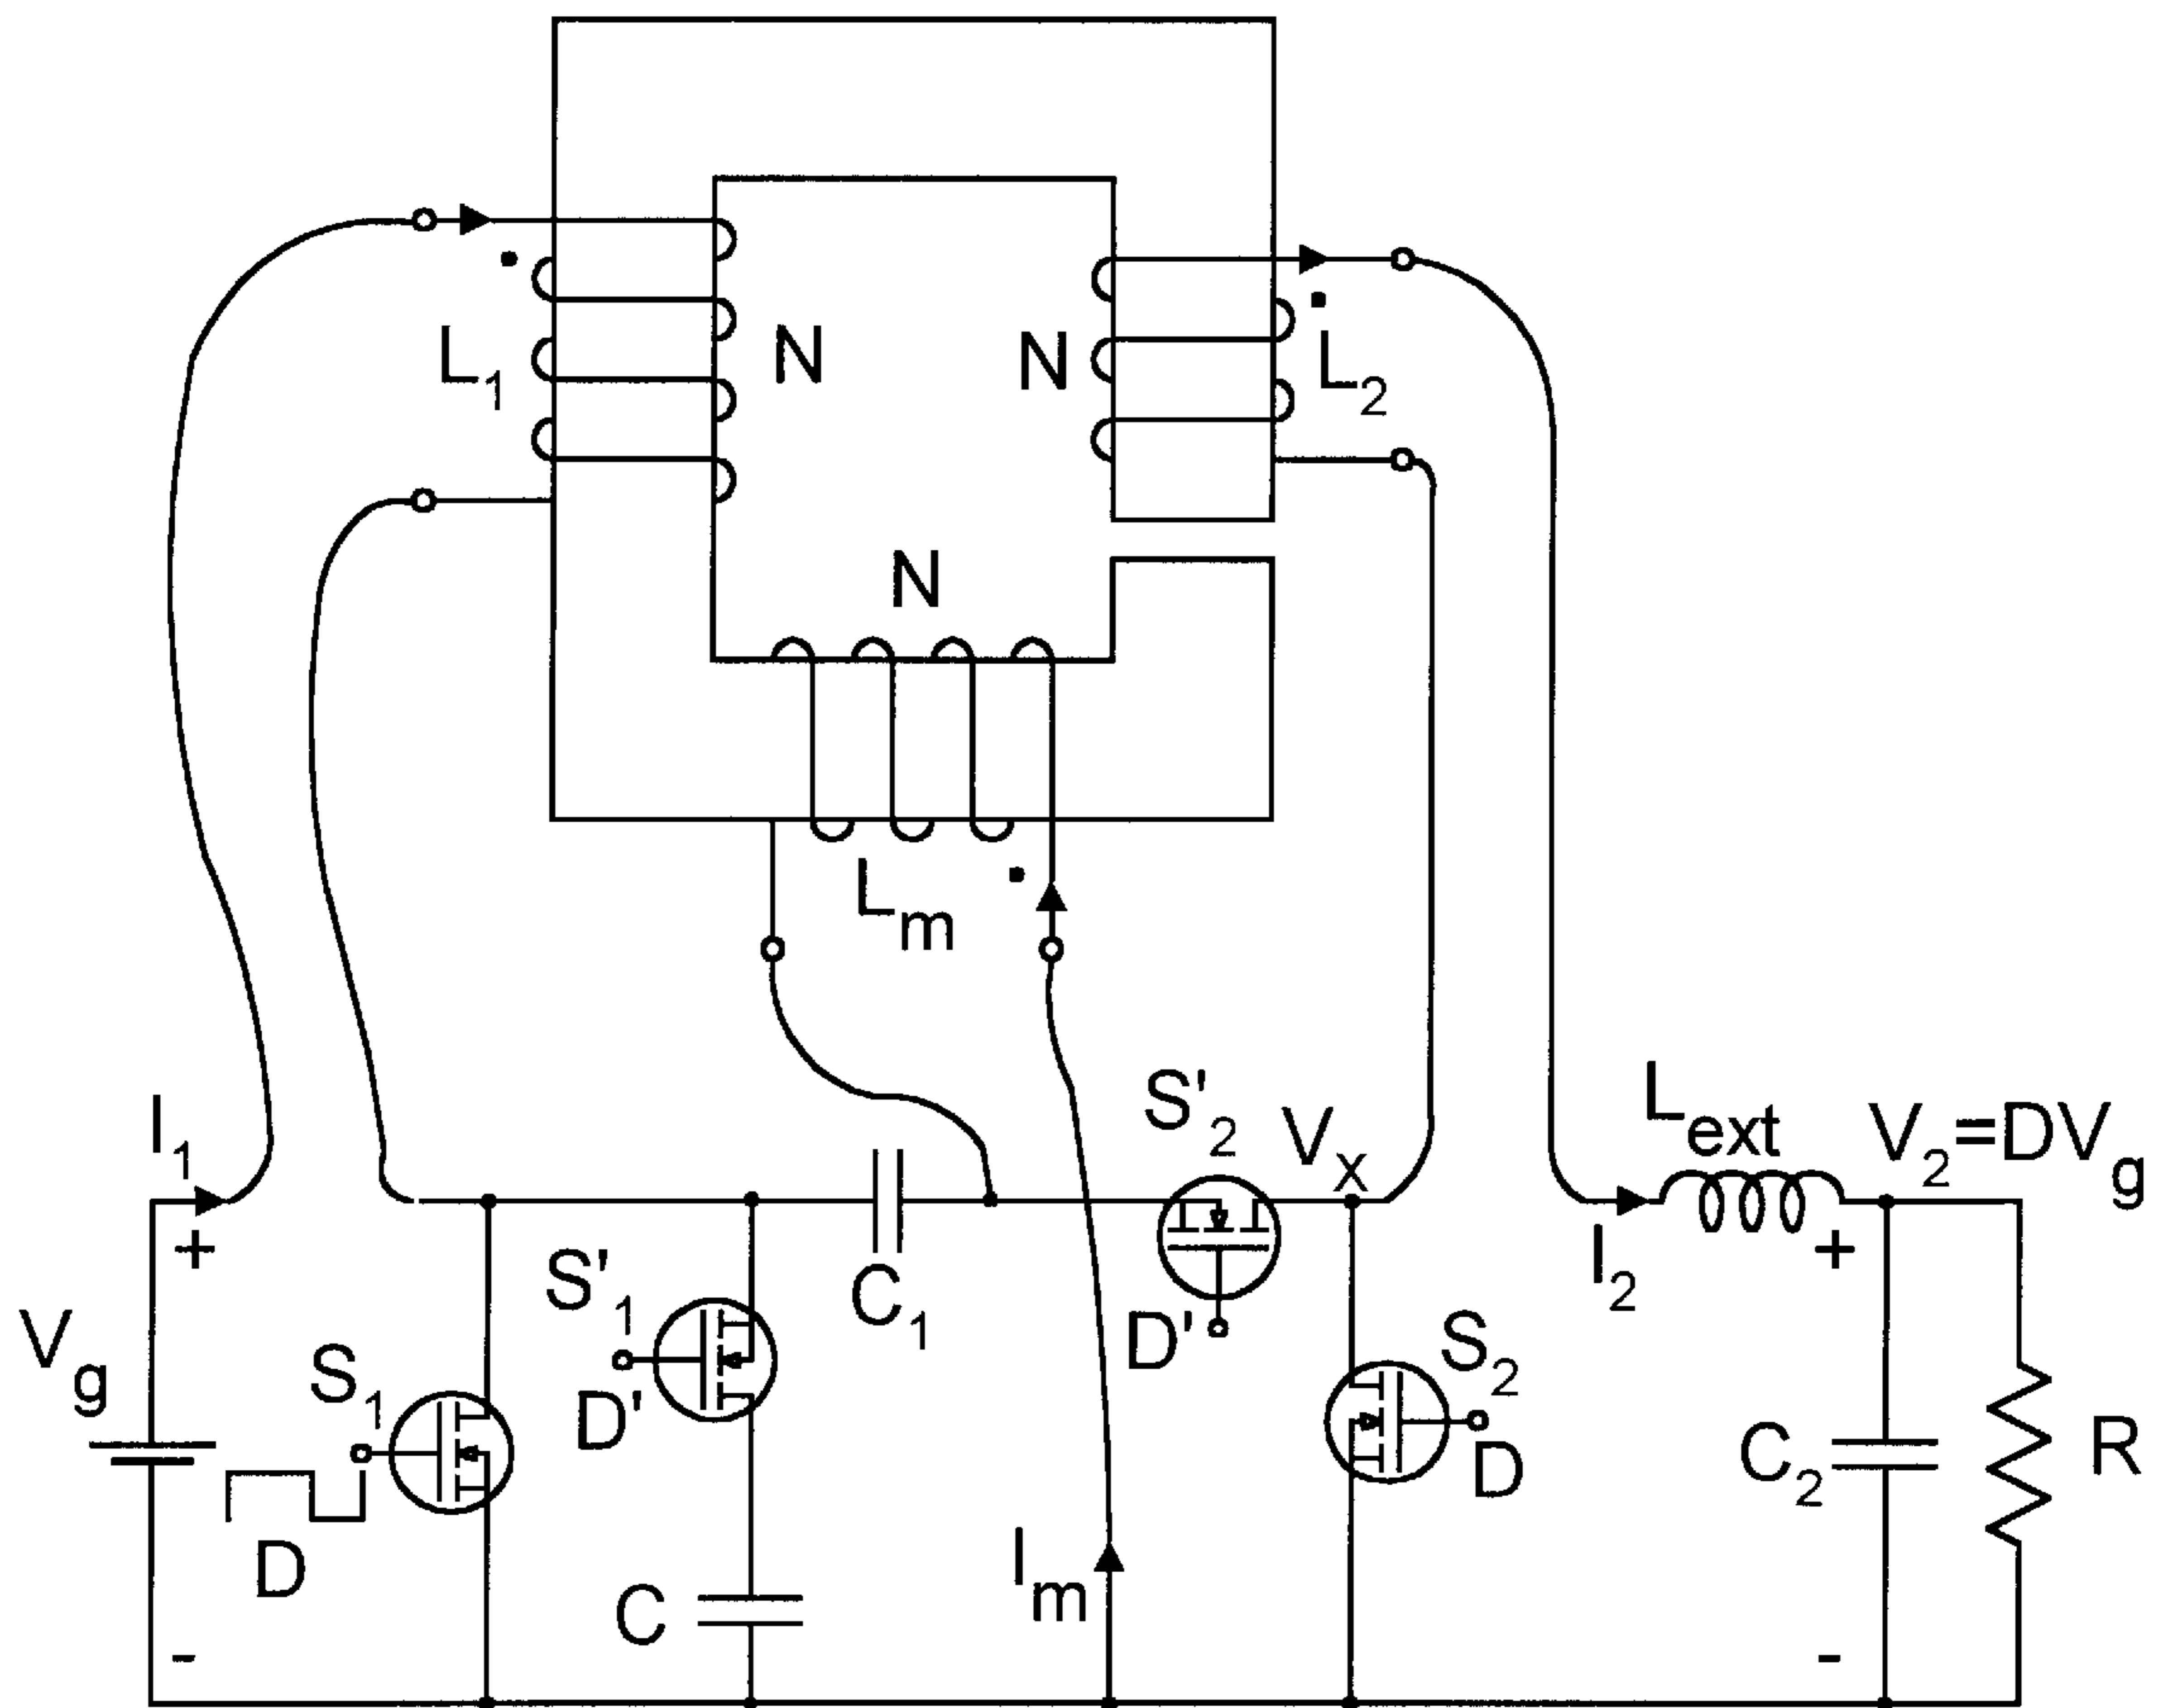 L1
N
N
L2
N
Lm
I1
+
S'2
Vx
Lext
V2=DVg
I2
+
S'1
C1
D'
S2
Vg
S1
D'
D
C2
R
D
Im
C
-
-